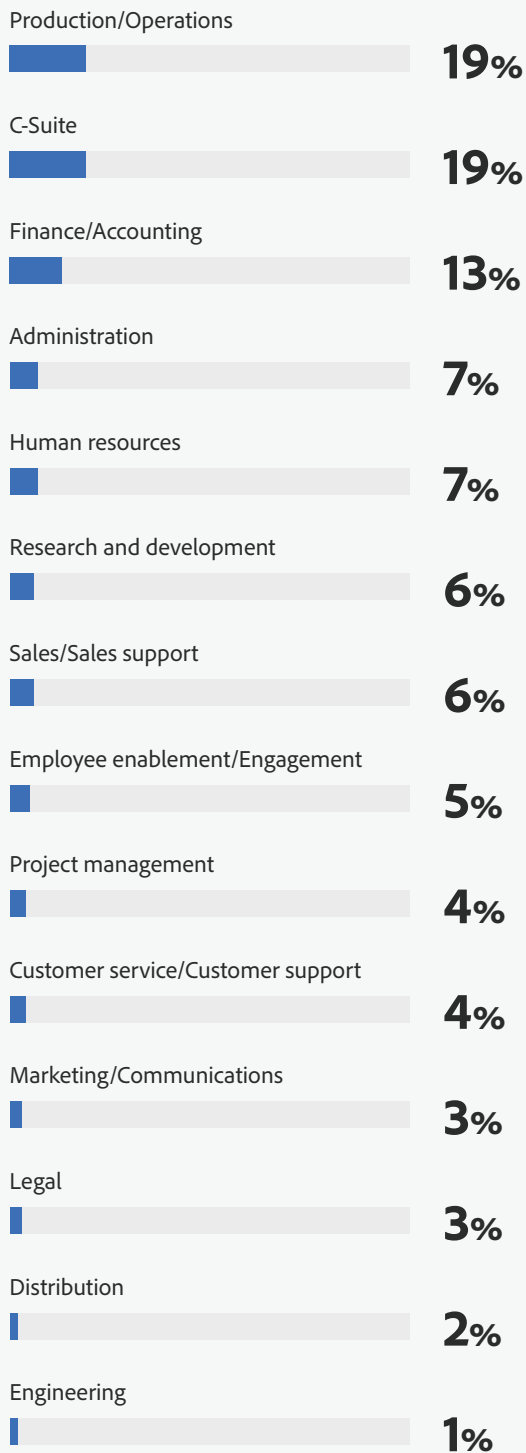 Production/Operations
19%
C-Suite
19%
Finance/Accounting
13%
Administration
7%
Human resources
7%
Research and development
6%
Sales/Sales support
6%
Employee enablement/Engagement
5%
Project management
4%
Customer service/Customer support
4%
Marketing/Communications
3%
Legal
3%
Distribution
2%
Engineering
1%